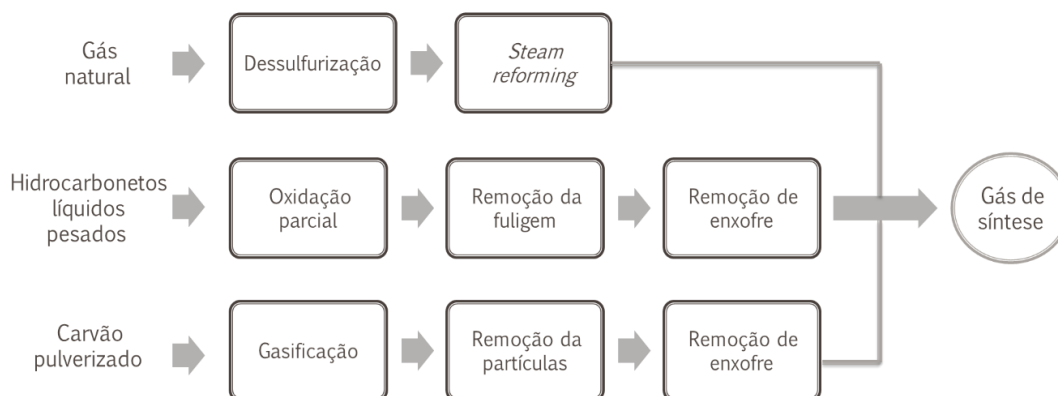 Gás
natural
Dessulfurização
Steam
reforming
Hidrocarbonetos
líquidos
pesados
Oxidação
parcial
Remoção da
fuligem
Remoção de
enxofre
Gás de
síntese
Carvão
pulverizado
Gasificação
Remoção da
partículas
Remoção de
enxofre